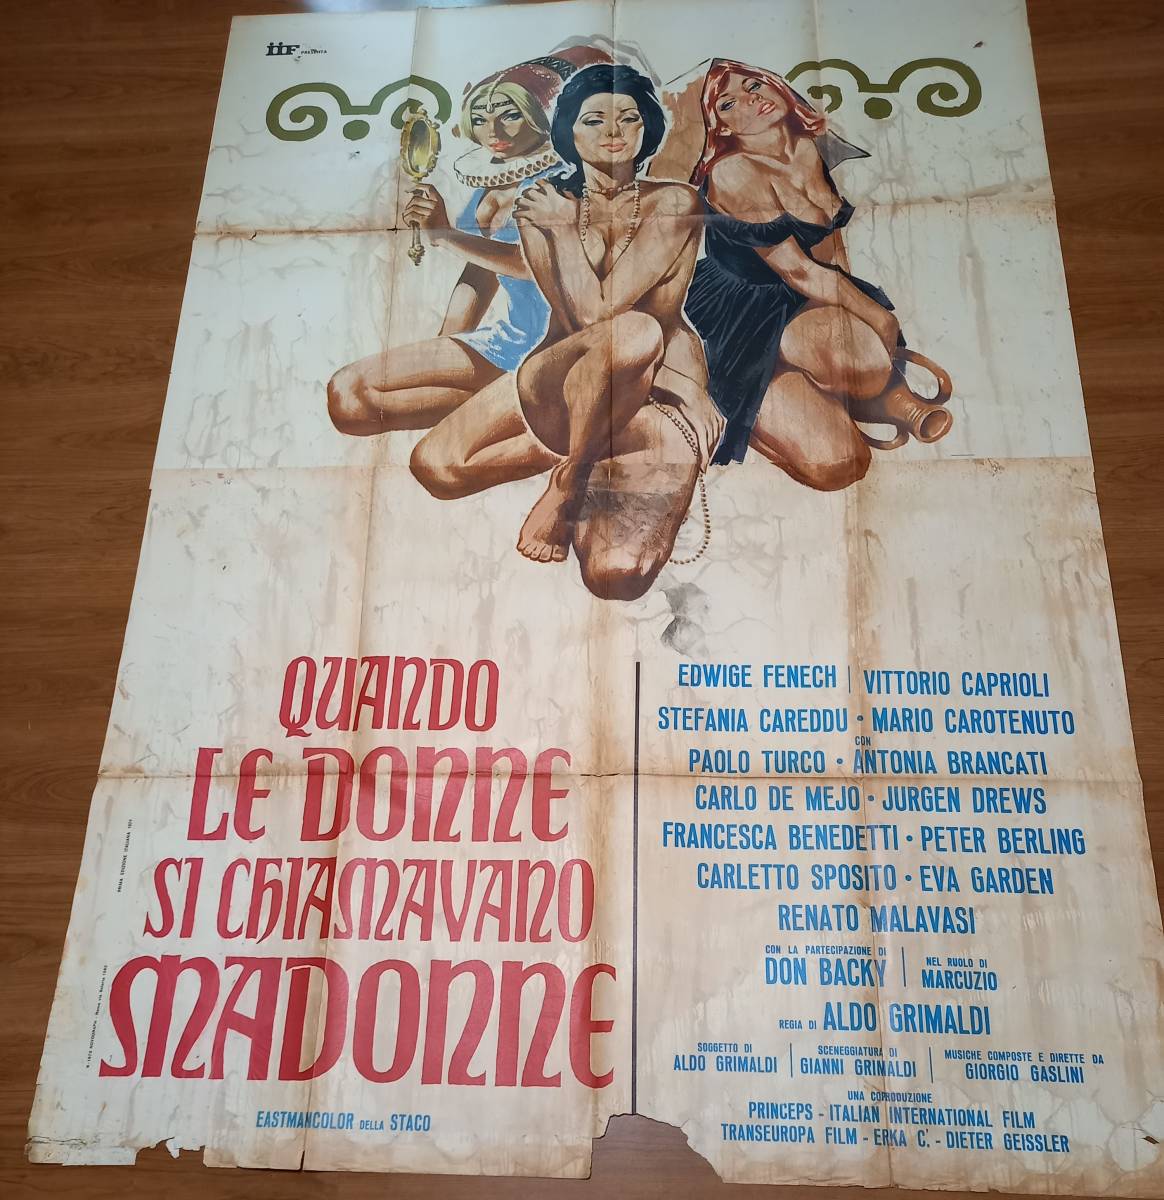 iif PRESENTA
QUANDO
LE DONNE
SI CHIAMAVANO
MADONNE
EASTMANCOLOR DELLA STACO
PRIMA EDIZIONE ITALIANA
EDWIGE FENECH | VITTORIO CAPRIOLI
STEFANIA CAREDDU · MARIO CAROTENUTO
CON
PAOLO TURCO · ANTONIA BRANCATI
CARLO DE MEJO · JURGEN DREWS
FRANCESCA BENEDETTI · PETER BERLING
CARLETTO SPOSITO · EVA GARDEN
RENATO MALAVASI
CON LA PARTECIPAZIONE DI
DON BACKY
NEL RUOLO DI
MARCUZIO
REGIA DI ALDO GRIMALDI
SOGGETTO DI
ALDO GRIMALDI
SCENEGGIATURA DI
GIANNI GRIMALDI
MUSICHE COMPOSTE E DIRETTE DA
GIORGIO GASLINI
UNA COPRODUZIONE
PRINCEPS - ITALIAN INTERNATIONAL FILM
TRANSEUROPA FILM - ERKA C. - DIETER GEISSLER